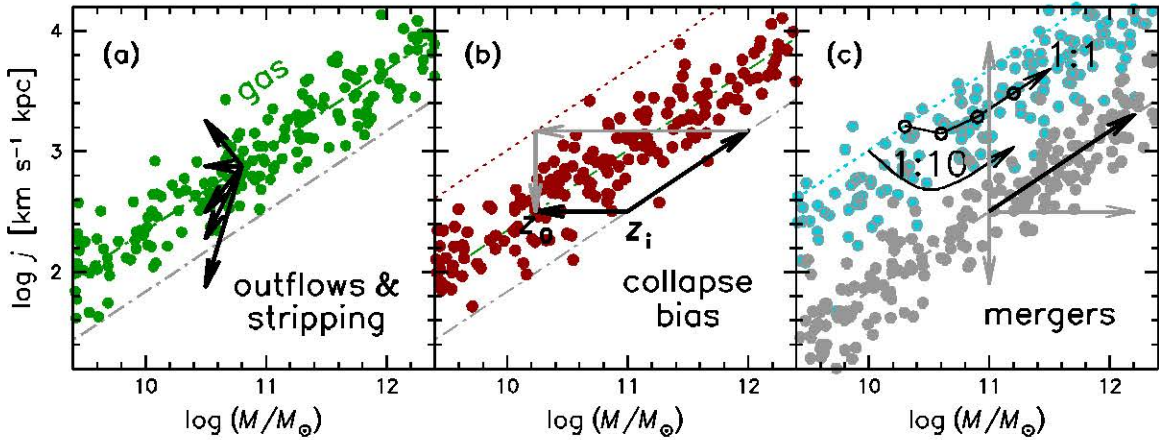 (a)
gas
outflows &
stripping
(b)
z₀
zᵢ
collapse
bias
(c)
1:1
1:10
mergers
4
3
2
log j [km s⁻¹ kpc]
10 11 12
10 11 12
10 11 12
log (M/M⊙)
log (M/M⊙)
log (M/M⊙)